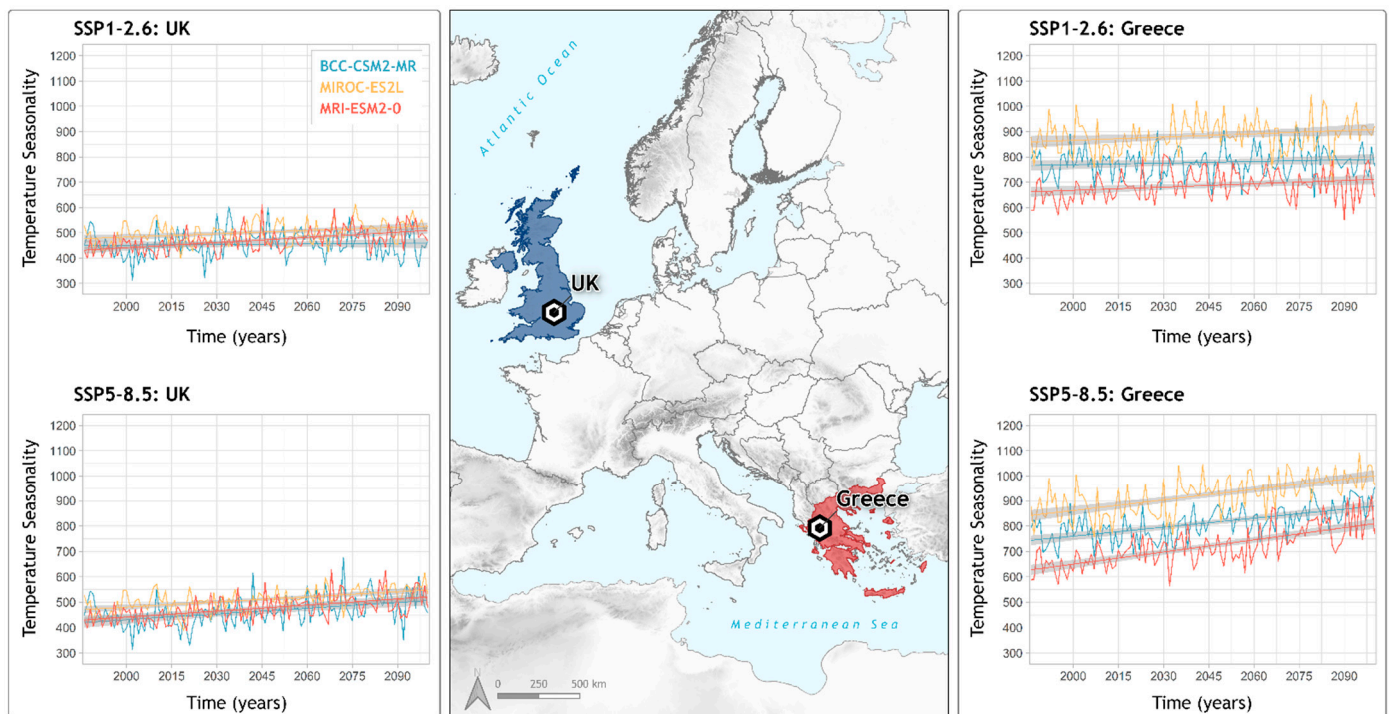 SSP1-2.6: UK
Temperature Seasonality
1200
1100
1000
900
800
700
600
500
400
300
BCC-CSM2-MR
MIROC-ES2L
MRI-ESM2-0
2000 2015 2030 2045 2060 2075 2090
Time (years)
SSP5-8.5: UK
Temperature Seasonality
1200
1100
1000
900
800
700
600
500
400
300
2000 2015 2030 2045 2060 2075 2090
Time (years)
Atlantic Ocean
UK
Greece
Mediterranean Sea
N
0 250 500 km
SSP1-2.6: Greece
Temperature Seasonality
1200
1100
1000
900
800
700
600
500
400
300
2000 2015 2030 2045 2060 2075 2090
Time (years)
SSP5-8.5: Greece
Temperature Seasonality
1200
1100
1000
900
800
700
600
500
400
300
2000 2015 2030 2045 2060 2075 2090
Time (years)